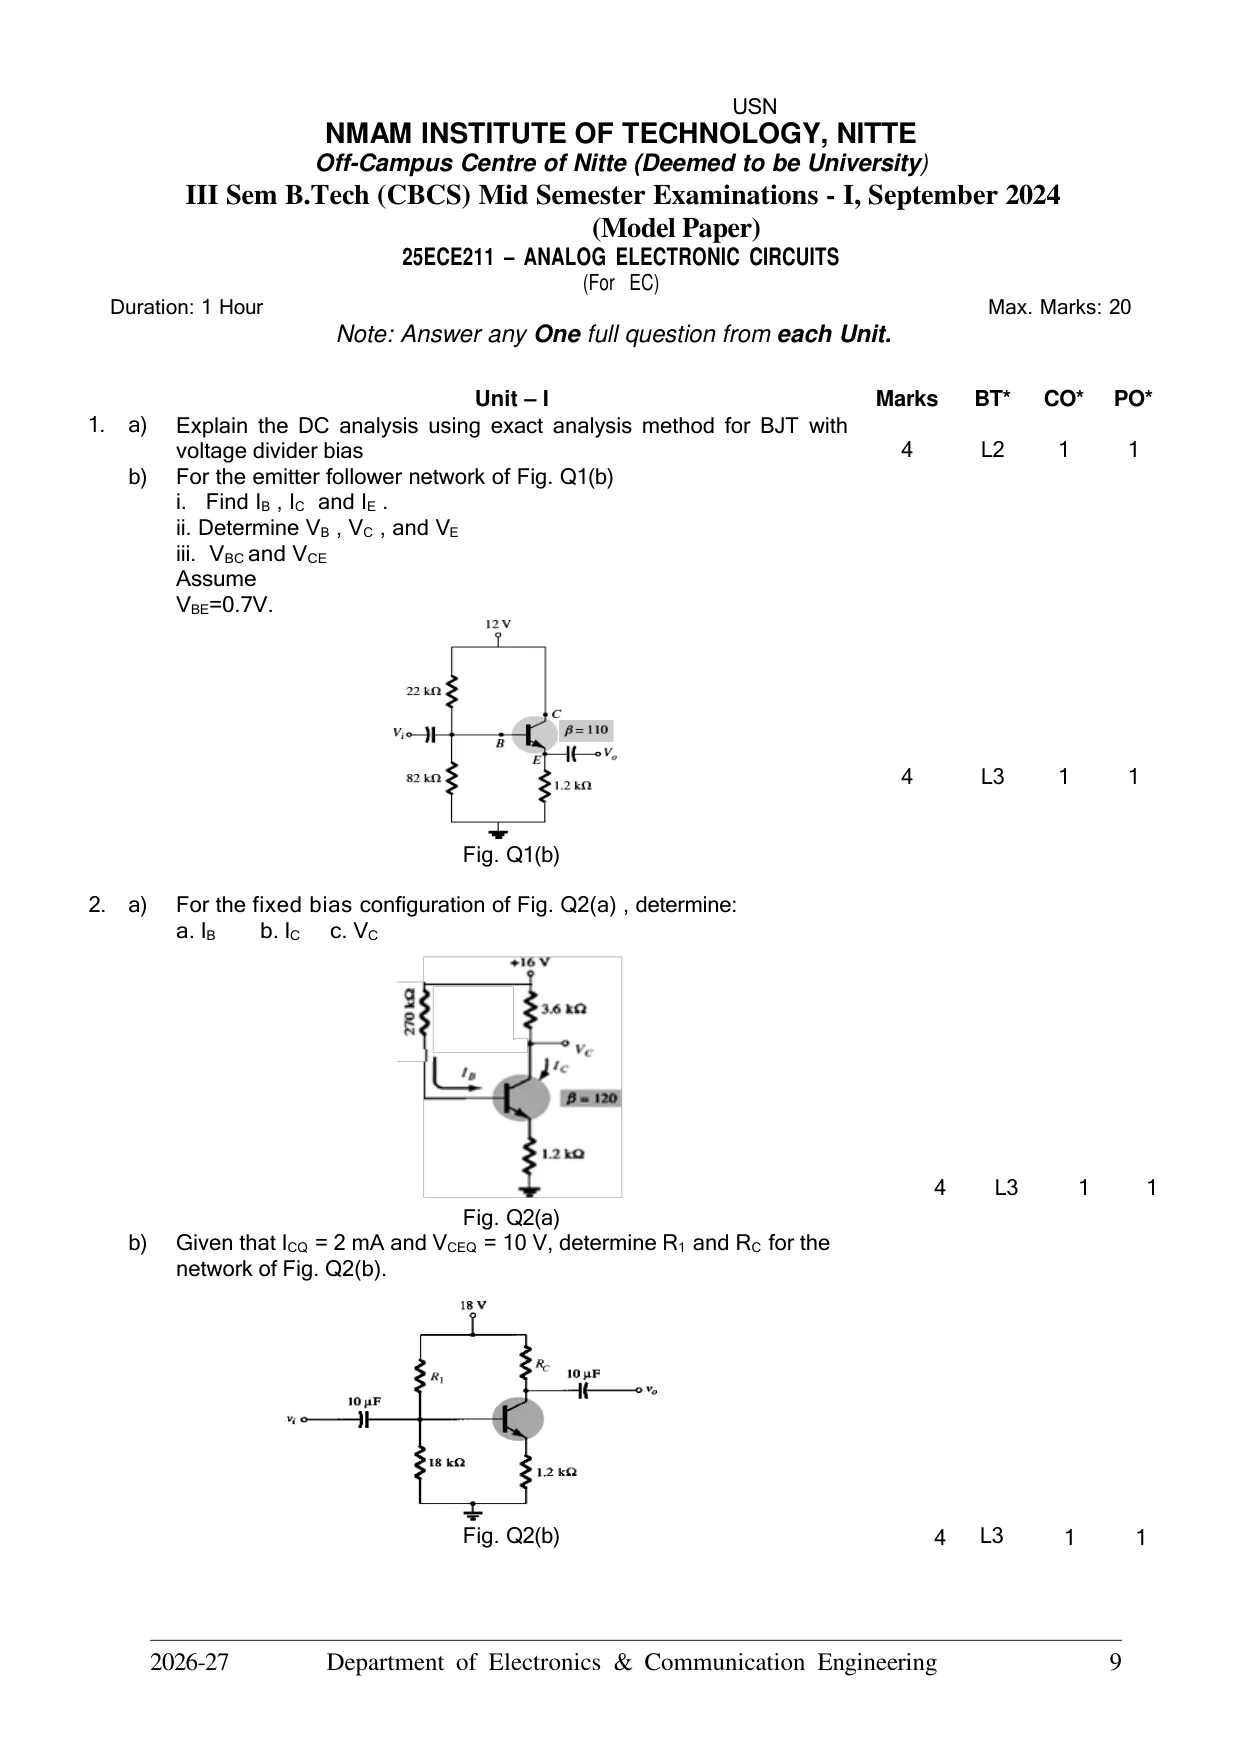 USN
NMAM INSTITUTE OF TECHNOLOGY, NITTE
Off-Campus Centre of Nitte (Deemed to be University)
III Sem B.Tech (CBCS) Mid Semester Examinations - I, September 2024
(Model Paper)
25ECE211 – ANALOG ELECTRONIC CIRCUITS
(For EC)
Duration: 1 Hour Max. Marks: 20
Note: Answer any One full question from each Unit.
Unit – I Marks BT* CO* PO*
1. a) Explain the DC analysis using exact analysis method for BJT with
voltage divider bias 4 L2 1 1
b) For the emitter follower network of Fig. Q1(b)
i. Find IB , IC and IE .
ii. Determine VB , VC , and VE
iii. VBC and VCE
Assume
VBE=0.7V.
12 V
22 kΩ
C
β = 110
Vi
B
E
Vo
82 kΩ
1.2 kΩ
4 L3 1 1
Fig. Q1(b)
2. a) For the fixed bias configuration of Fig. Q2(a) , determine:
a. IB b. IC c. VC
+16 V
270 kΩ
3.6 kΩ
VC
IC
IB
β = 120
1.2 kΩ
4 L3 1 1
Fig. Q2(a)
b) Given that ICQ = 2 mA and VCEQ = 10 V, determine R1 and RC for the
network of Fig. Q2(b).
18 V
RC
R1
10 µF
vo
10 µF
vi
18 kΩ
1.2 kΩ
Fig. Q2(b) 4 L3 1 1
2026-27 Department of Electronics & Communication Engineering 9